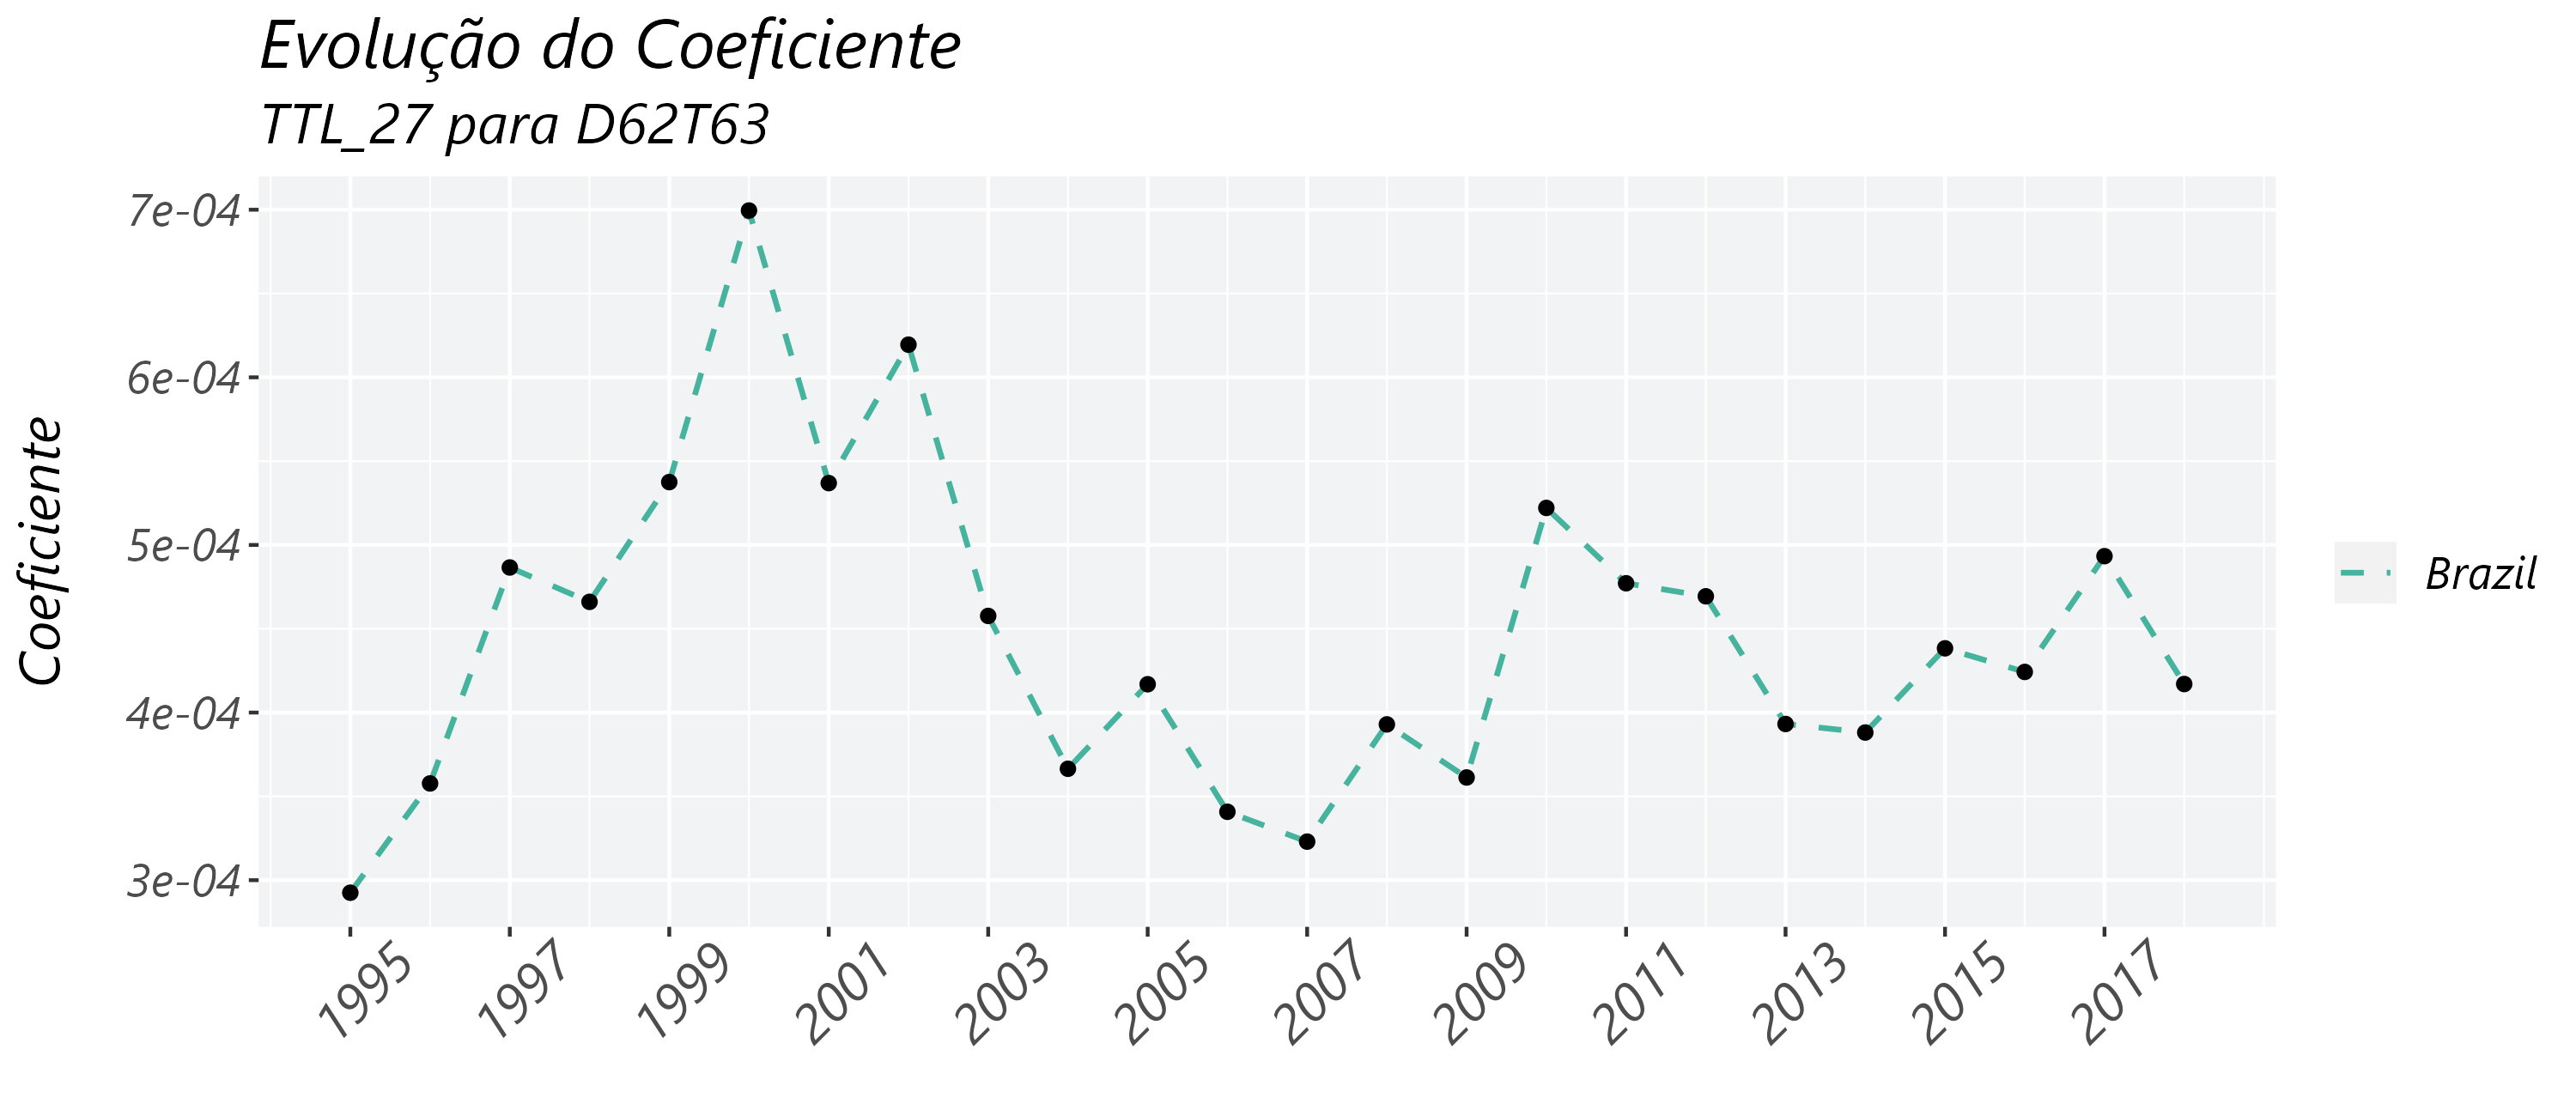 Evolução do Coeficiente
TTL_27 para D62T63
Coeficiente
7e-04
6e-04
5e-04
4e-04
3e-04
1995
1997
1999
2001
2003
2005
2007
2009
2011
2013
2015
2017
Brazil